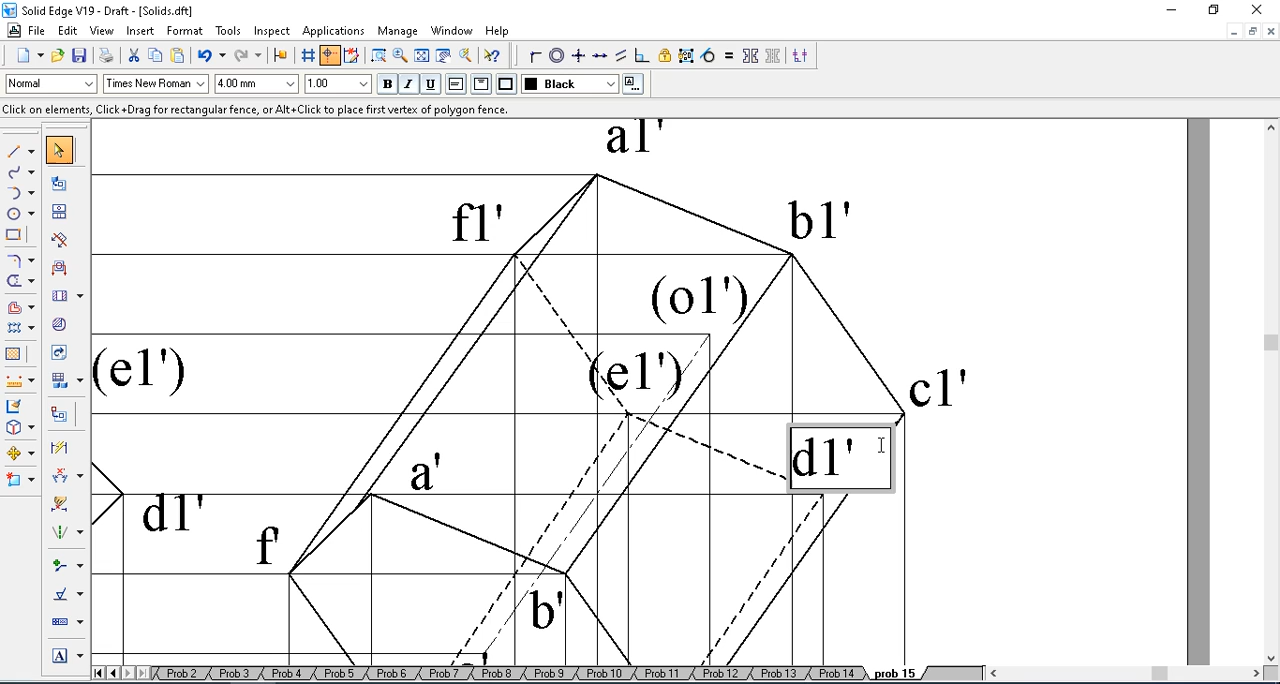 Solid Edge V19 - Draft - [Solids.dft]
File Edit View Insert Format Tools Inspect Applications Manage Window Help
Normal Times New Roman 4.00 mm 1.00 B I U Black
Click on elements, Click+Drag for rectangular fence, or Alt+Click to place first vertex of polygon fence.
a1'
f1' b1'
(o1')
(e1') (e1') c1'
d1'
a'
d1'
f'
b'
A
Prob 2 Prob 3 Prob 4 Prob 5 Prob 6 Prob 7 Prob 8 Prob 9 Prob 10 Prob 11 Prob 12 Prob 13 Prob 14 prob 15